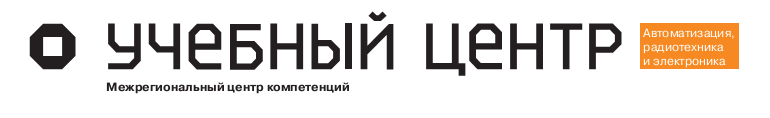 учебный центр
Автоматизация,
радиотехника
и электроника
Межрегиональный центр компетенций